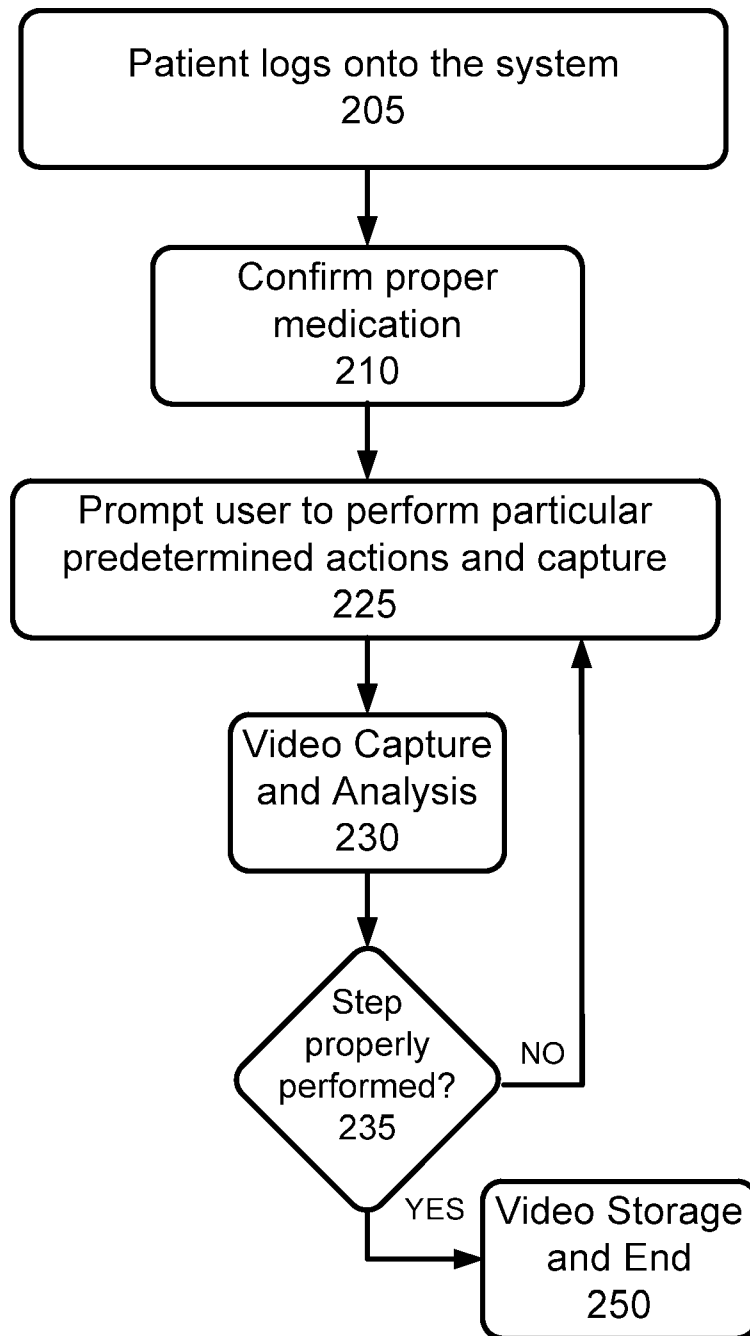 Patient logs onto the system
205
Confirm proper
medication
210
Prompt user to perform particular
predetermined actions and capture
225
Video Capture
and Analysis
230
Step
properly
performed?
235
NO
YES
Video Storage
and End
250